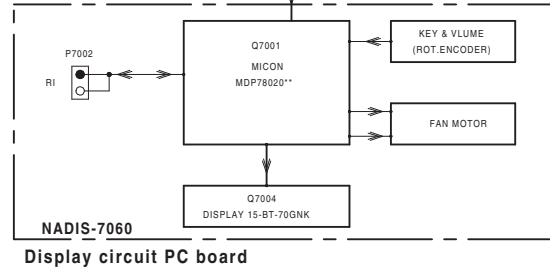 P7002
RI
Q7001
MICON
MDP78020**
KEY & VLUME
(ROT.ENCODER)
FAN MOTOR
Q7004
DISPLAY 15-BT-70GNK
NADIS-7060
Display circuit PC board